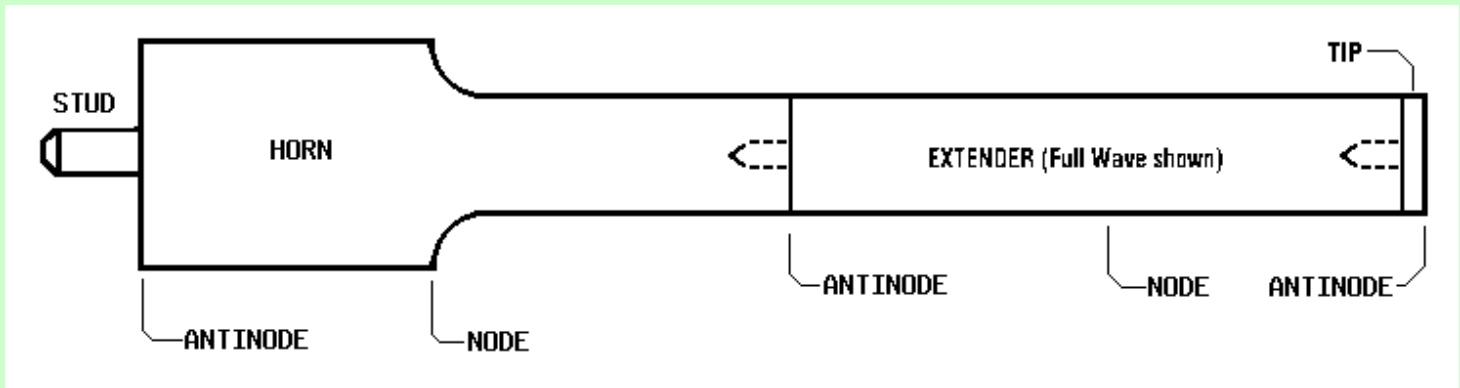 TIP
STUD
HORN
EXTENDER (Full Wave shown)
ANTINODE
NODE
ANTINODE
ANTINODE
NODE